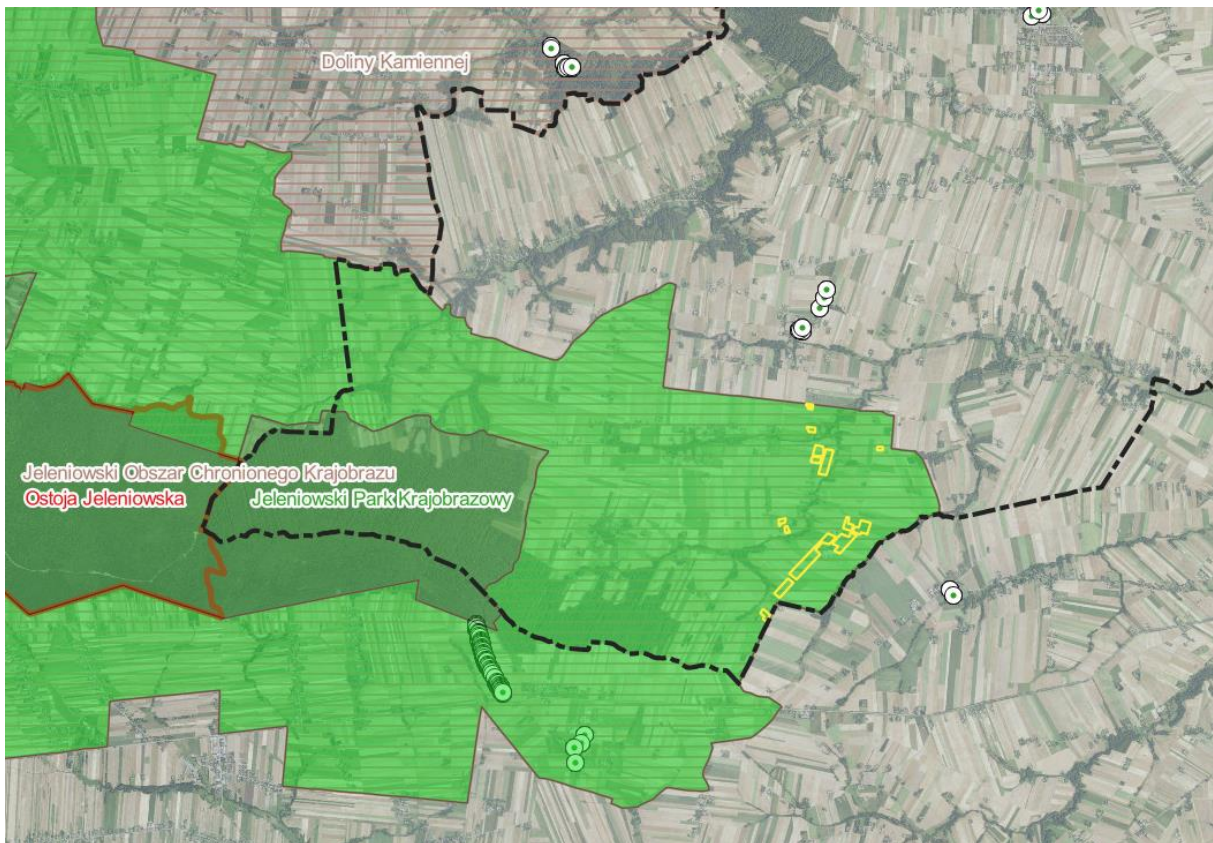 Doliny Kamiennej
Jeleniowski Obszar Chronionego Krajobrazu
Ostoja Jeleniowska
Jeleniowski Park Krajobrazowy